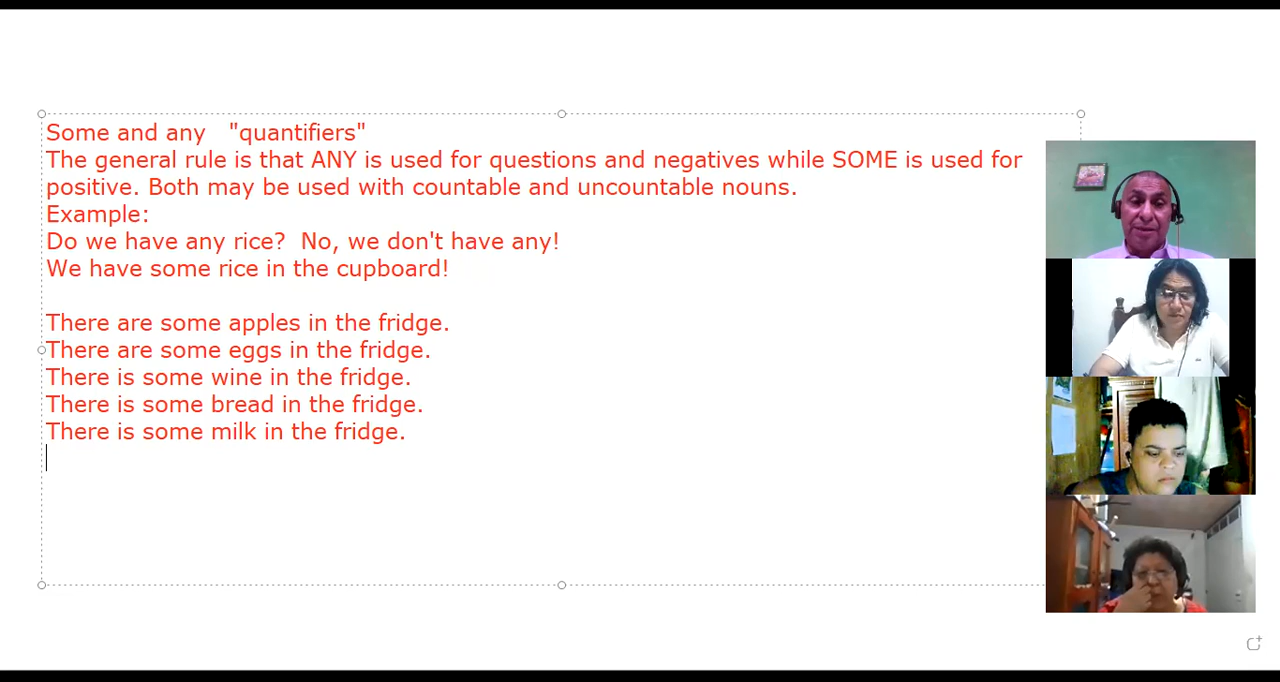 Some and any "quantifiers"
The general rule is that ANY is used for questions and negatives while SOME is used for
positive. Both may be used with countable and uncountable nouns.
Example:
Do we have any rice? No, we don't have any!
We have some rice in the cupboard!
There are some apples in the fridge.
There are some eggs in the fridge.
There is some wine in the fridge.
There is some bread in the fridge.
There is some milk in the fridge.